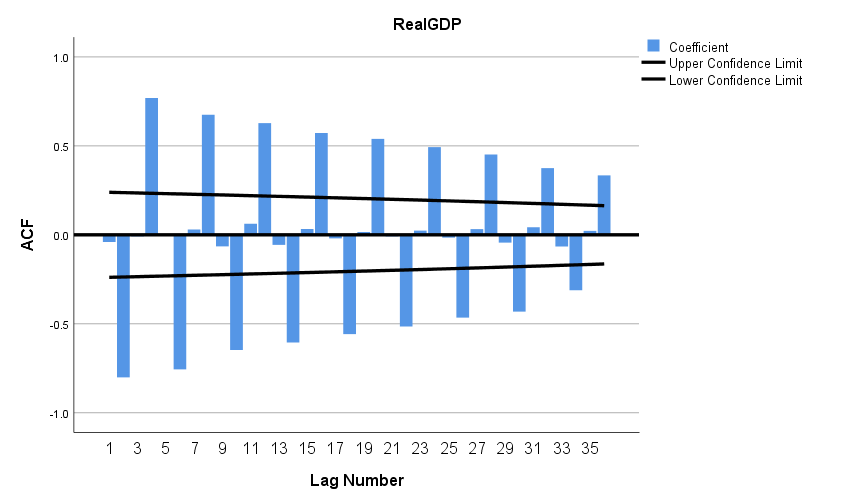 RealGDP
Coefficient
Upper Confidence Limit
Lower Confidence Limit
1.0
0.5
0.0
-0.5
-1.0
ACF
1 3 5 7 9 11 13 15 17 19 21 23 25 27 29 31 33 35
Lag Number